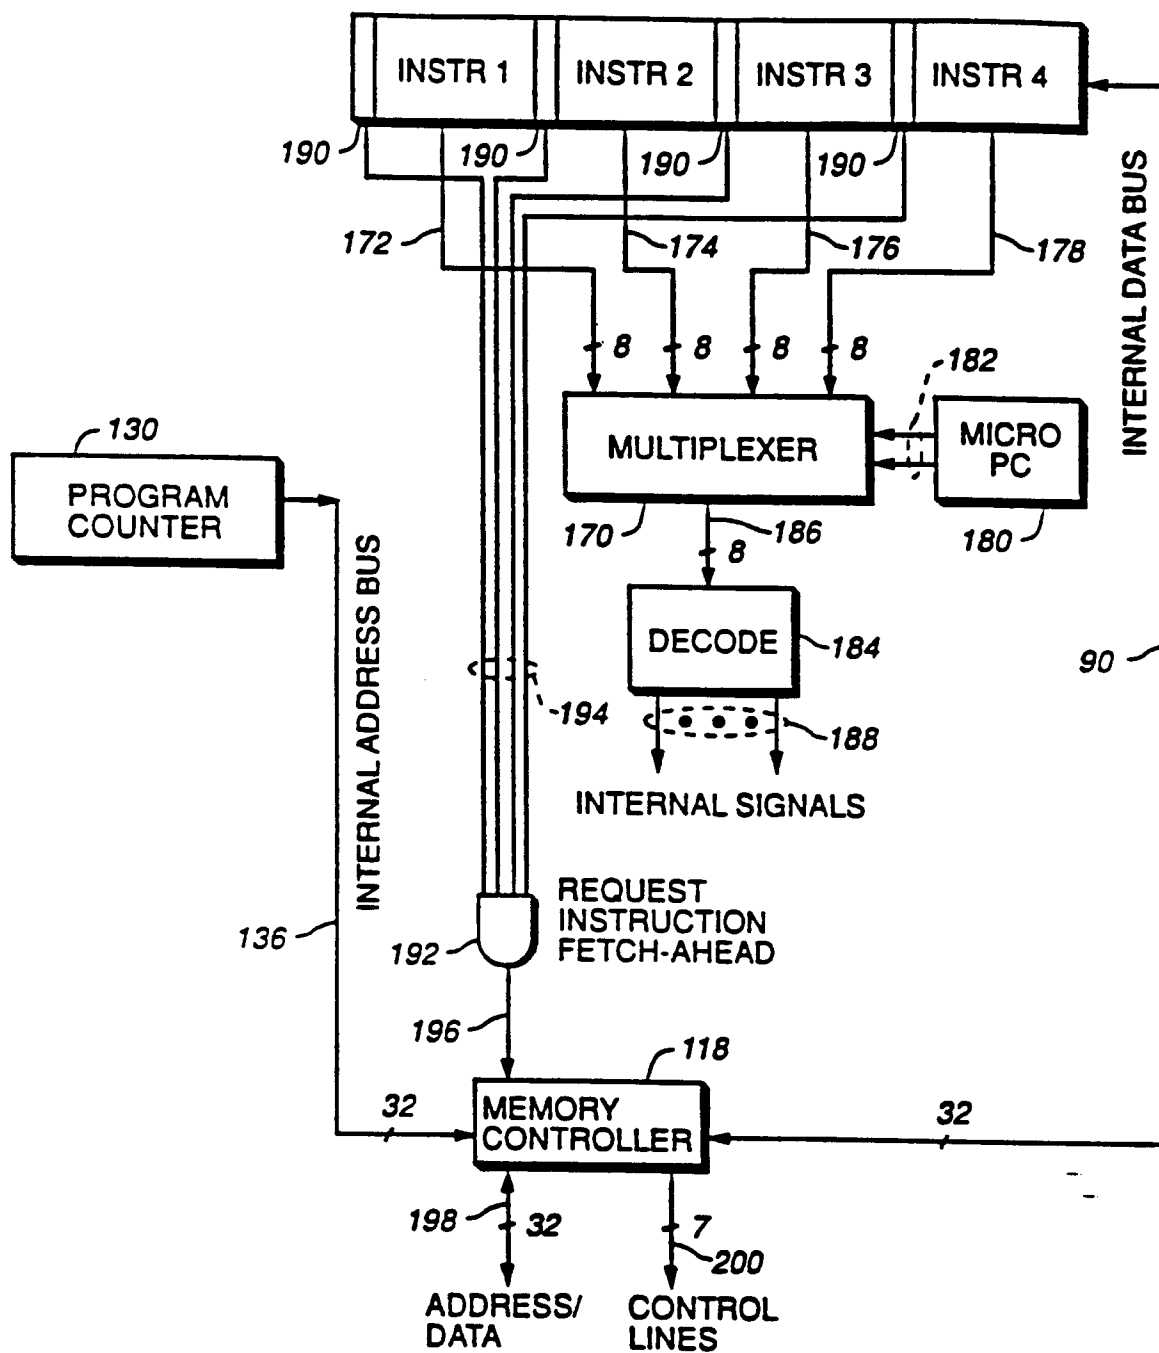 INSTR 1
INSTR 2
INSTR 3
INSTR 4
190
190
190
190
172
174
176
178
INTERNAL DATA BUS
8
8
8
8
182
130
PROGRAM
COUNTER
MULTIPLEXER
MICRO
PC
170
186
180
8
INTERNAL ADDRESS BUS
DECODE
184
90
194
188
INTERNAL SIGNALS
REQUEST
INSTRUCTION
FETCH-AHEAD
136
192
196
118
32
MEMORY
CONTROLLER
32
198
32
7
200
ADDRESS/
DATA
CONTROL
LINES